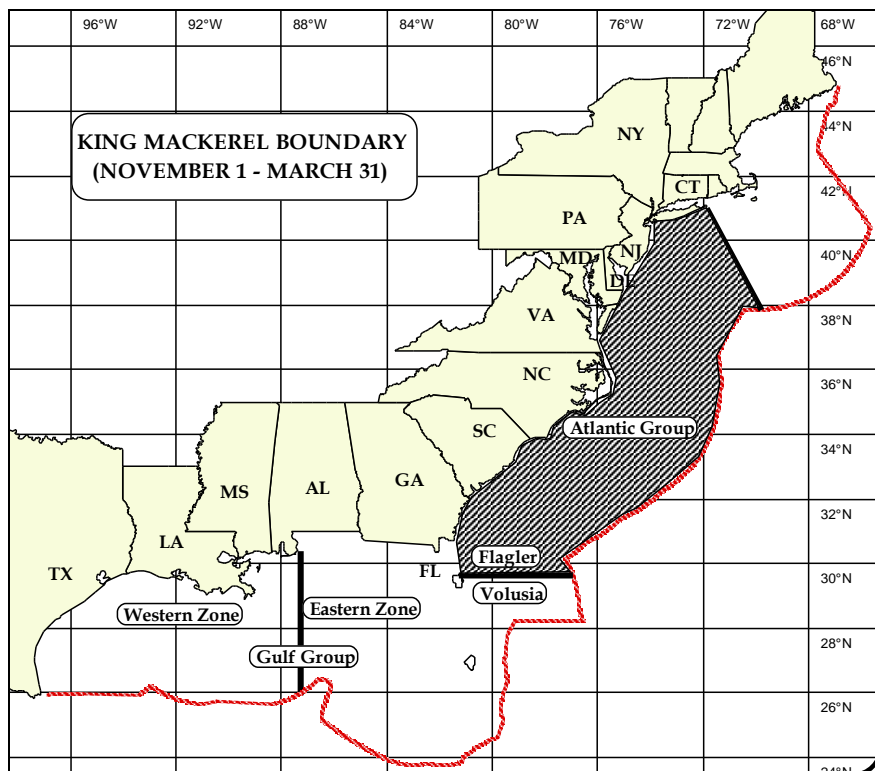 96°W 92°W 88°W 80°W 76°W 72°W 68°W
46°N
KING MACKEREL BOUNDARY
(NOVEMBER 1 - MARCH 31)
NY
44°N
CT
42°N
PA
NJ
40°N
MD
DE
VA
38°N
NC
36°N
SC
Atlantic Group
34°N
GA
MS
AL
32°N
LA
TX
FL
Flagler
30°N
Volusia
Western Zone
Eastern Zone
28°N
Gulf Group
26°N
24°N